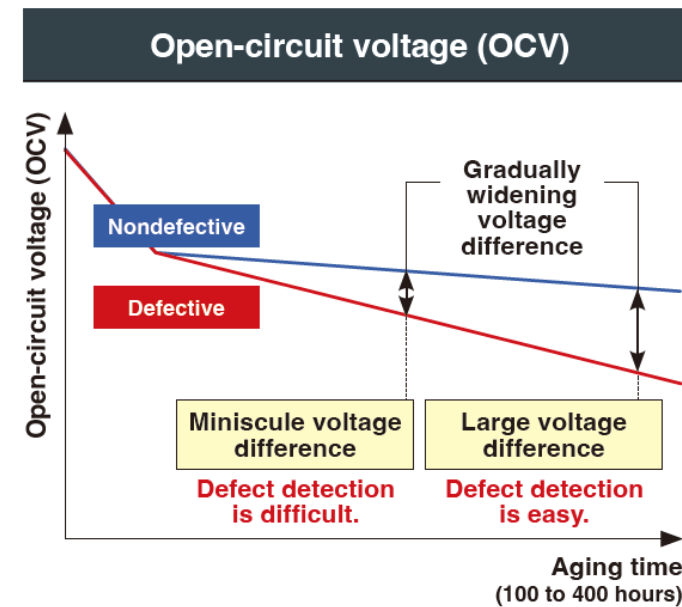 Open-circuit voltage (OCV)
Open-circuit voltage (OCV)
Gradually
widening
voltage
difference
Nondefective
Defective
Miniscule voltage
difference
Large voltage
difference
Defect detection
is difficult.
Defect detection
is easy.
Aging time
(100 to 400 hours)